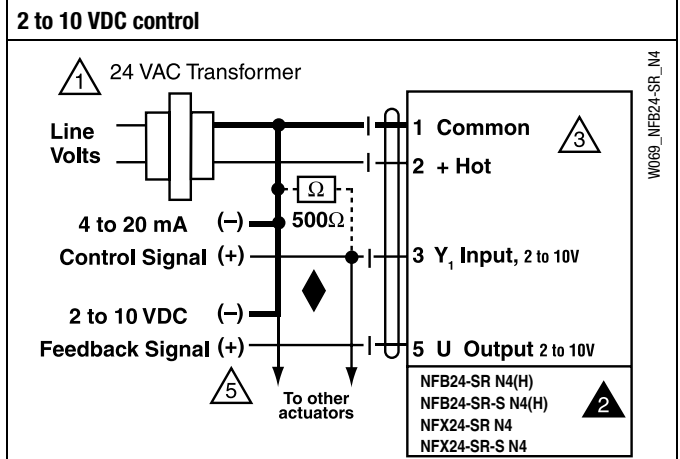 2 to 10 VDC control
1
24 VAC Transformer
Line
Volts
1 Common
3
2 + Hot
Ω
500Ω
4 to 20 mA (–)
Control Signal (+)
3 Y₁ Input, 2 to 10V
2 to 10 VDC (–)
Feedback Signal (+)
5 U Output 2 to 10V
5
To other
actuators
NFB24-SR N4(H)
NFB24-SR-S N4(H)
NFX24-SR N4
NFX24-SR-S N4
2
W069_NFB24-SR_N4